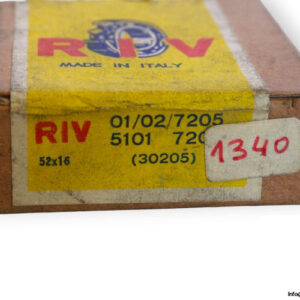 RIV
MADE IN ITALY
RIV 01/02/7205
5101 720
52x16 (30205)
1340